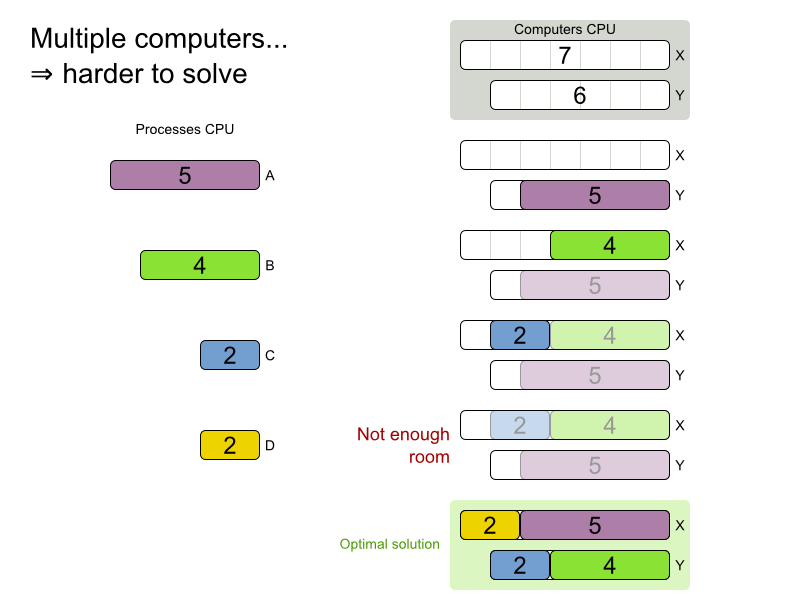 Multiple computers...
⇒ harder to solve
Computers CPU
7 X
6 Y
Processes CPU
5 A
X
5 Y
4 B
4 X
5 Y
2 C
2 4 X
5 Y
2 D
Not enough
room
2 4 X
5 Y
Optimal solution
2 5 X
2 4 Y